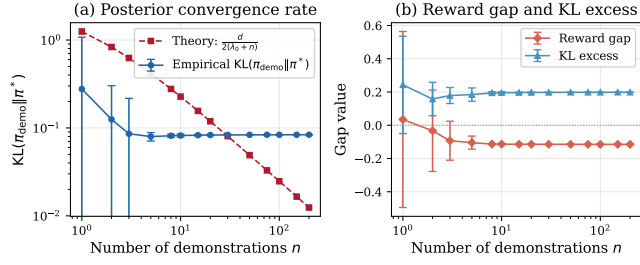 (a) Posterior convergence rate
KL(π_demo‖π*)
10⁰
10⁻¹
10⁻²
Theory: d/2(λ₀+n)
Empirical KL(π_demo‖π*)
10⁰ 10¹ 10²
Number of demonstrations n
(b) Reward gap and KL excess
Gap value
0.6
0.4
0.2
0.0
−0.2
−0.4
Reward gap
KL excess
10⁰ 10¹ 10²
Number of demonstrations n